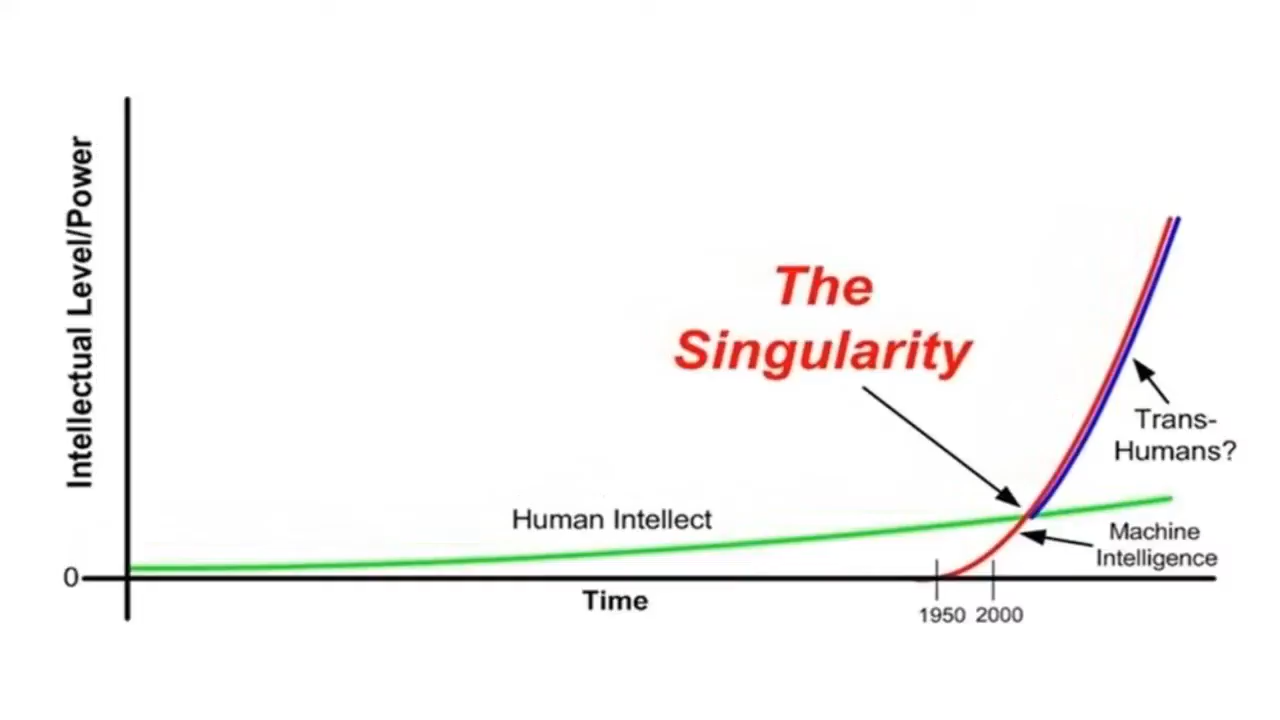 Intellectual Level/Power
The
Singularity
Trans-
Humans?
Human Intellect
Machine
Intelligence
0
Time
1950 2000